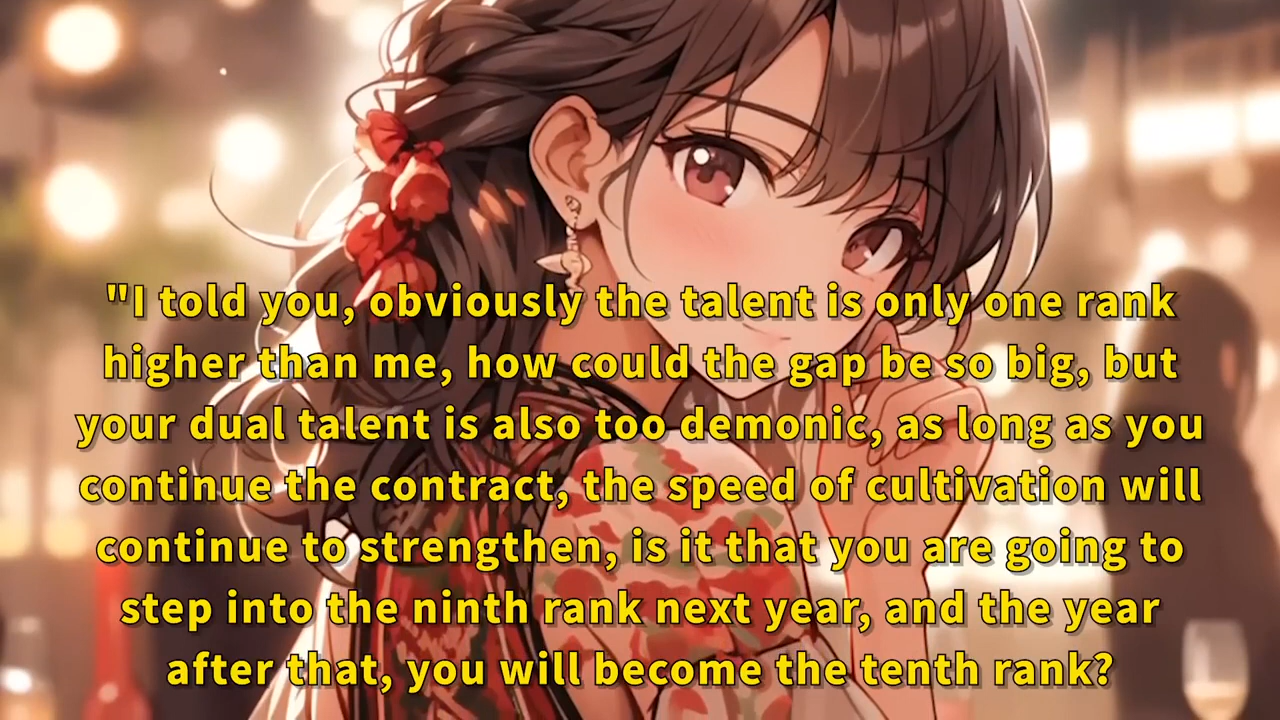 "I told you, obviously the talent is only one rank
higher than me, how could the gap be so big, but
your dual talent is also too demonic, as long as you
continue the contract, the speed of cultivation will
continue to strengthen, is it that you are going to
step into the ninth rank next year, and the year
after that, you will become the tenth rank?